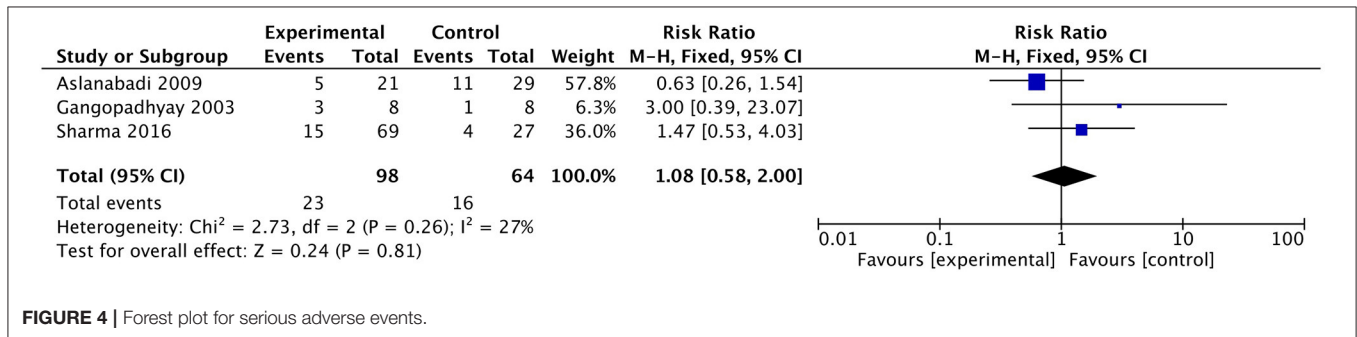 Experimental Control Risk Ratio Risk Ratio
Study or Subgroup Events Total Events Total Weight M-H, Fixed, 95% CI M-H, Fixed, 95% CI
Aslanabadi 2009 5 21 11 29 57.8% 0.63 [0.26, 1.54]
Gangopadhyay 2003 3 8 1 8 6.3% 3.00 [0.39, 23.07]
Sharma 2016 15 69 4 27 36.0% 1.47 [0.53, 4.03]
Total (95% CI) 98 64 100.0% 1.08 [0.58, 2.00]
Total events 23 16
Heterogeneity: Chi² = 2.73, df = 2 (P = 0.26); I² = 27%
Test for overall effect: Z = 0.24 (P = 0.81)
0.01 0.1 1 10 100
Favours [experimental] Favours [control]
FIGURE 4 | Forest plot for serious adverse events.